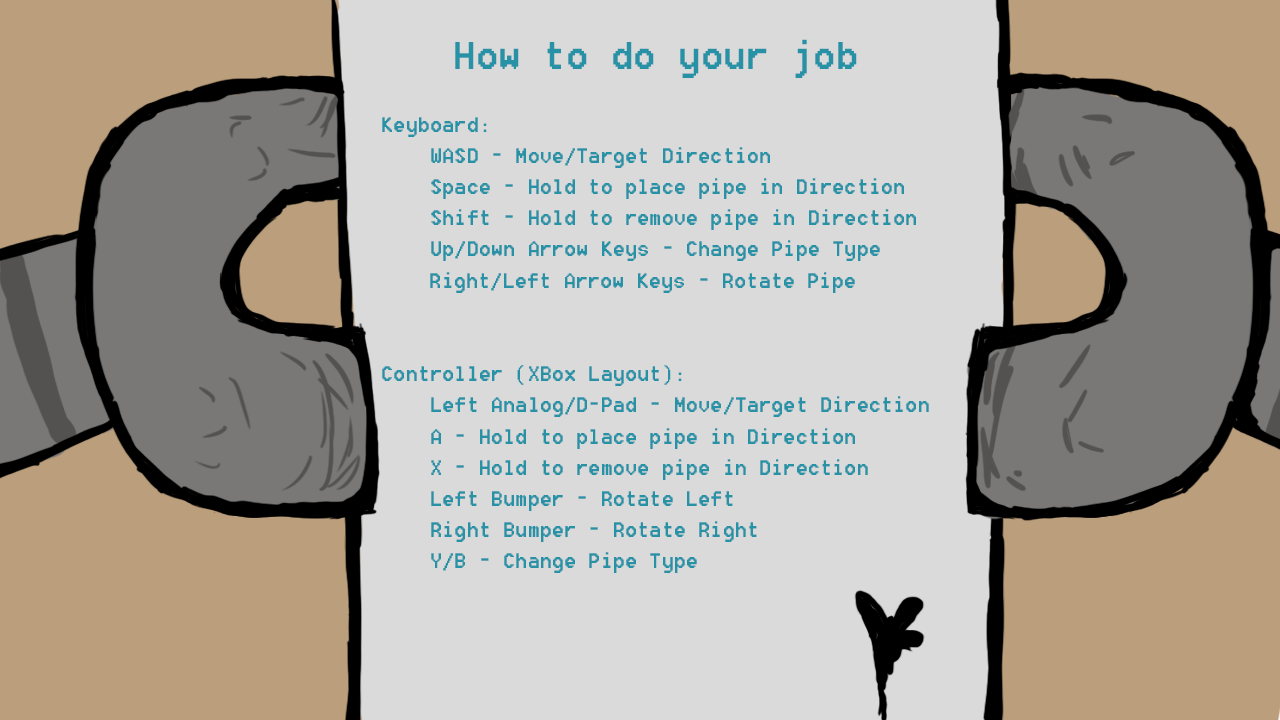 How to do your job
Keyboard:
WASD - Move/Target Direction
Space - Hold to place pipe in Direction
Shift - Hold to remove pipe in Direction
Up/Down Arrow Keys - Change Pipe Type
Right/Left Arrow Keys - Rotate Pipe
Controller (XBox Layout):
Left Analog/D-Pad - Move/Target Direction
A - Hold to place pipe in Direction
X - Hold to remove pipe in Direction
Left Bumper - Rotate Left
Right Bumper - Rotate Right
Y/B - Change Pipe Type